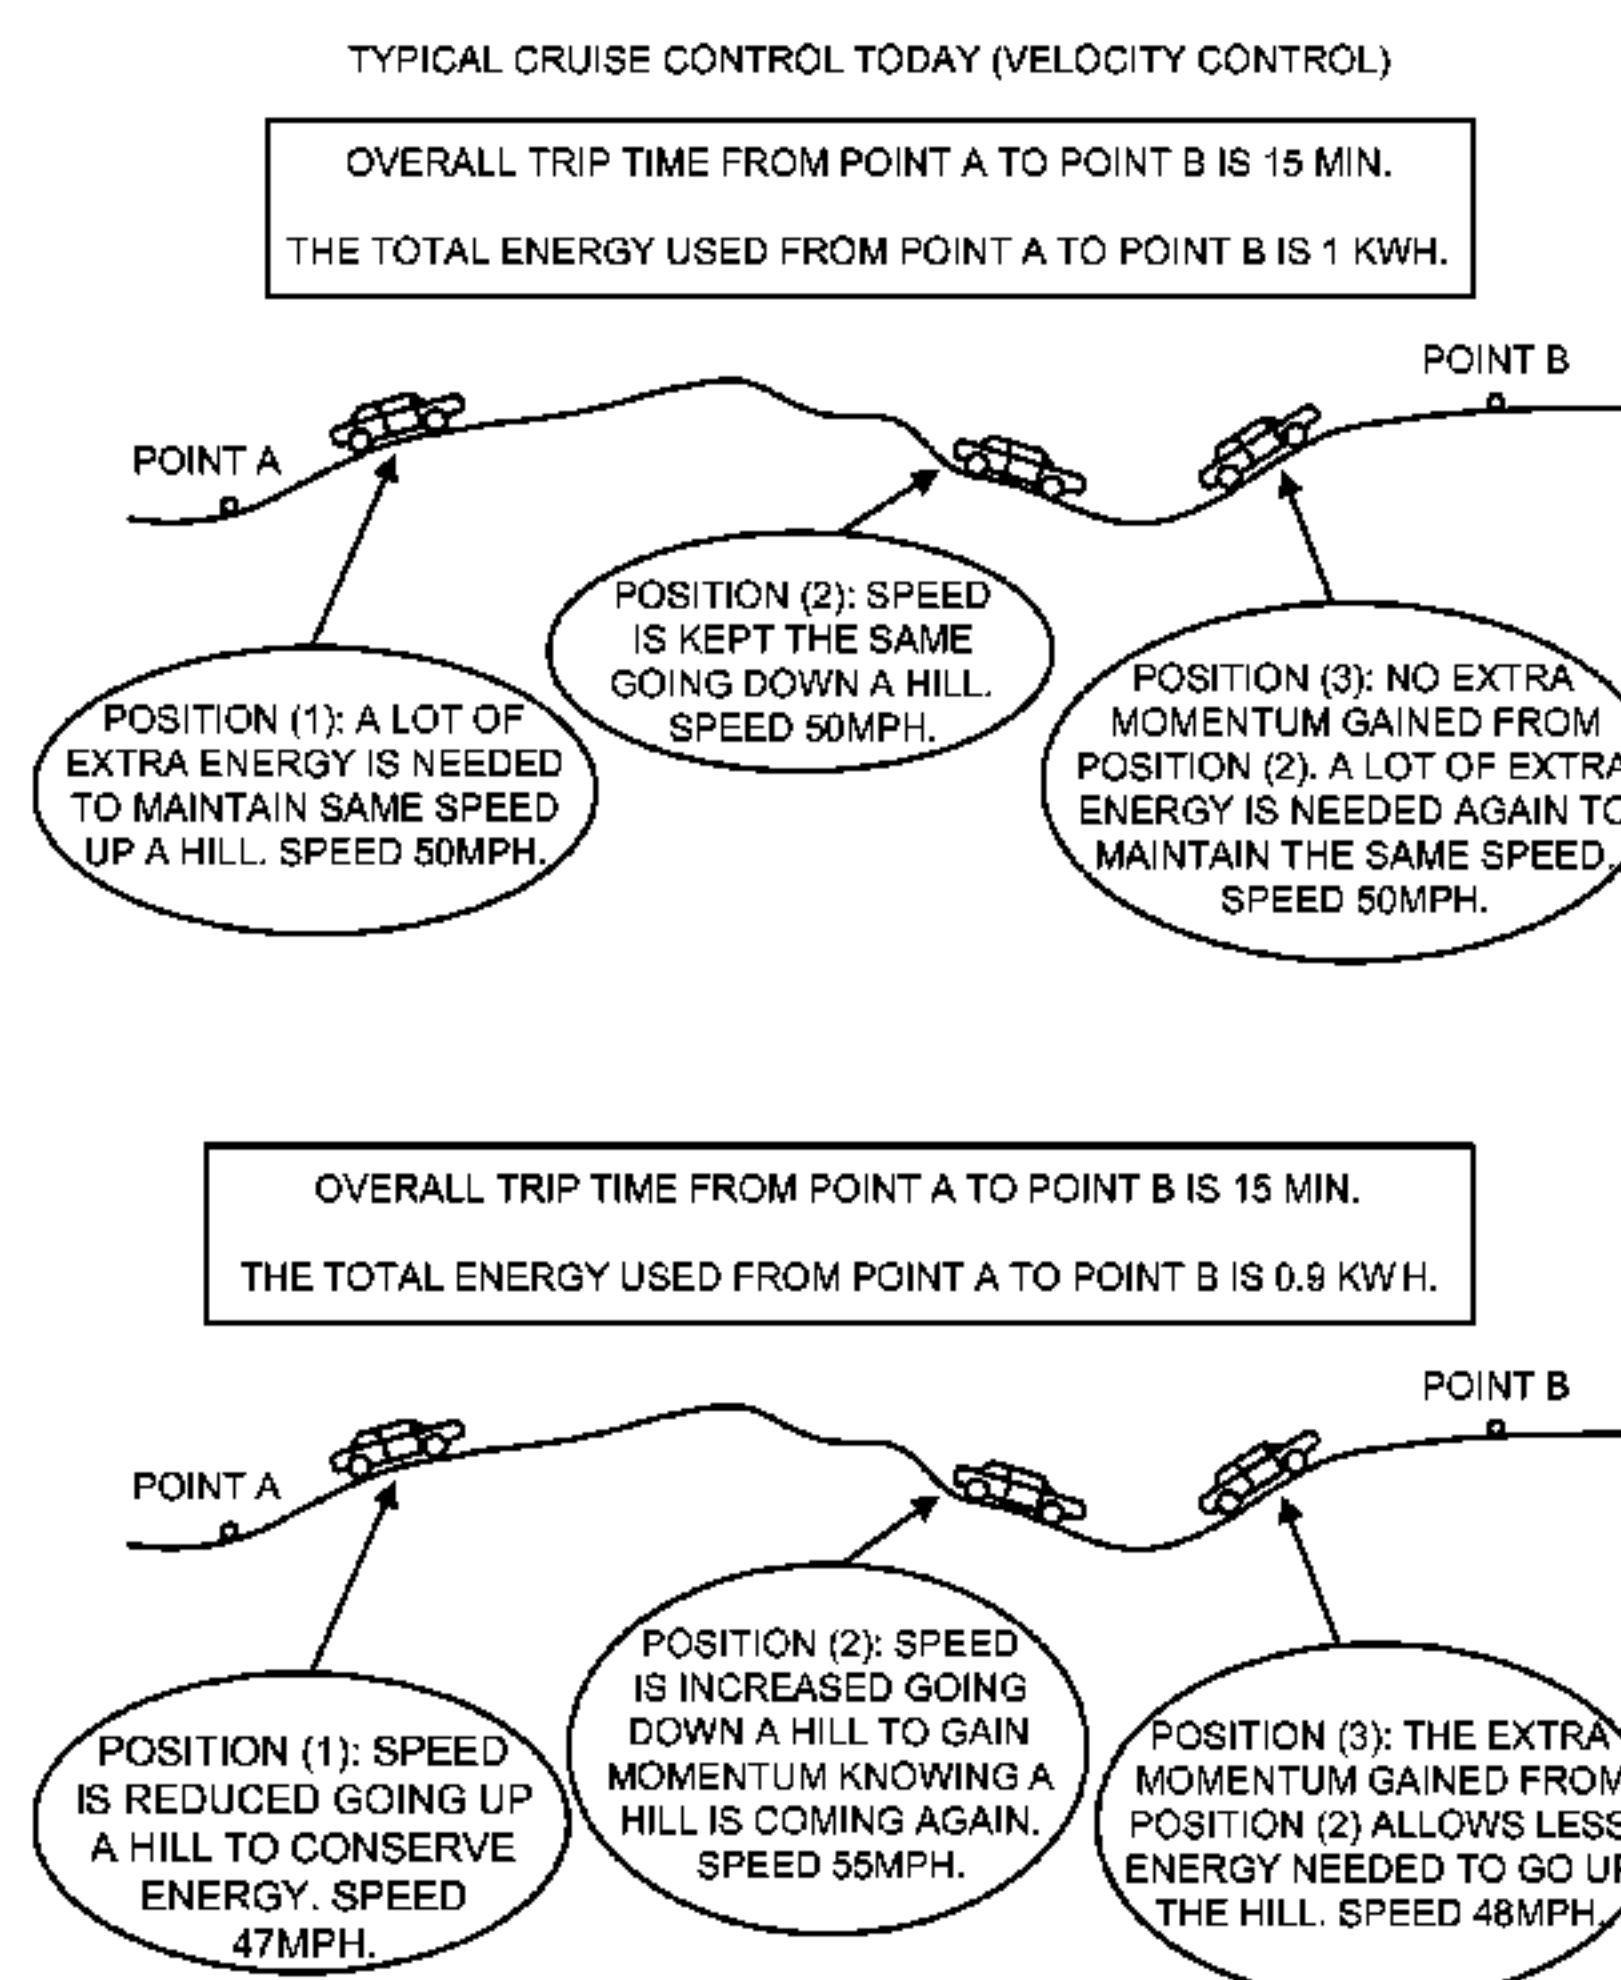 TYPICAL CRUISE CONTROL TODAY (VELOCITY CONTROL)
OVERALL TRIP TIME FROM POINT A TO POINT B IS 15 MIN.
THE TOTAL ENERGY USED FROM POINT A TO POINT B IS 1 KWH.
POINT B
POINT A
POSITION (1): A LOT OF
EXTRA ENERGY IS NEEDED
TO MAINTAIN SAME SPEED
UP A HILL. SPEED 50MPH.
POSITION (2): SPEED
IS KEPT THE SAME
GOING DOWN A HILL.
SPEED 50MPH.
POSITION (3): NO EXTRA
MOMENTUM GAINED FROM
POSITION (2). A LOT OF EXTRA
ENERGY IS NEEDED AGAIN TO
MAINTAIN THE SAME SPEED.
SPEED 50MPH.
OVERALL TRIP TIME FROM POINT A TO POINT B IS 15 MIN.
THE TOTAL ENERGY USED FROM POINT A TO POINT B IS 0.9 KWH.
POINT B
POINT A
POSITION (1): SPEED
IS REDUCED GOING UP
A HILL TO CONSERVE
ENERGY. SPEED
47MPH.
POSITION (2): SPEED
IS INCREASED GOING
DOWN A HILL TO GAIN
MOMENTUM KNOWING A
HILL IS COMING AGAIN.
SPEED 55MPH.
POSITION (3): THE EXTRA
MOMENTUM GAINED FROM
POSITION (2) ALLOWS LESS
ENERGY NEEDED TO GO UP
THE HILL. SPEED 48MPH.